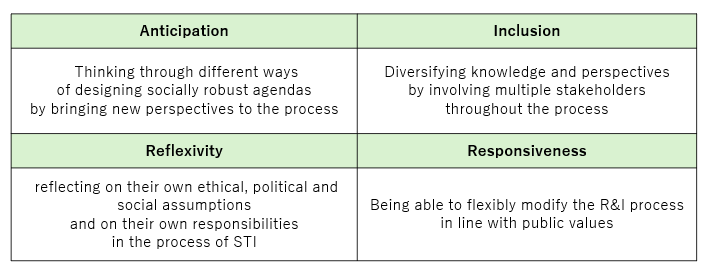 Anticipation
Inclusion
Thinking through different ways
of designing socially robust agendas
by bringing new perspectives to the process
Diversifying knowledge and perspectives
by involving multiple stakeholders
throughout the process
Reflexivity
Responsiveness
reflecting on their own ethical, political and
social assumptions
and on their own responsibilities
in the process of STI
Being able to flexibly modify the R&I process
in line with public values